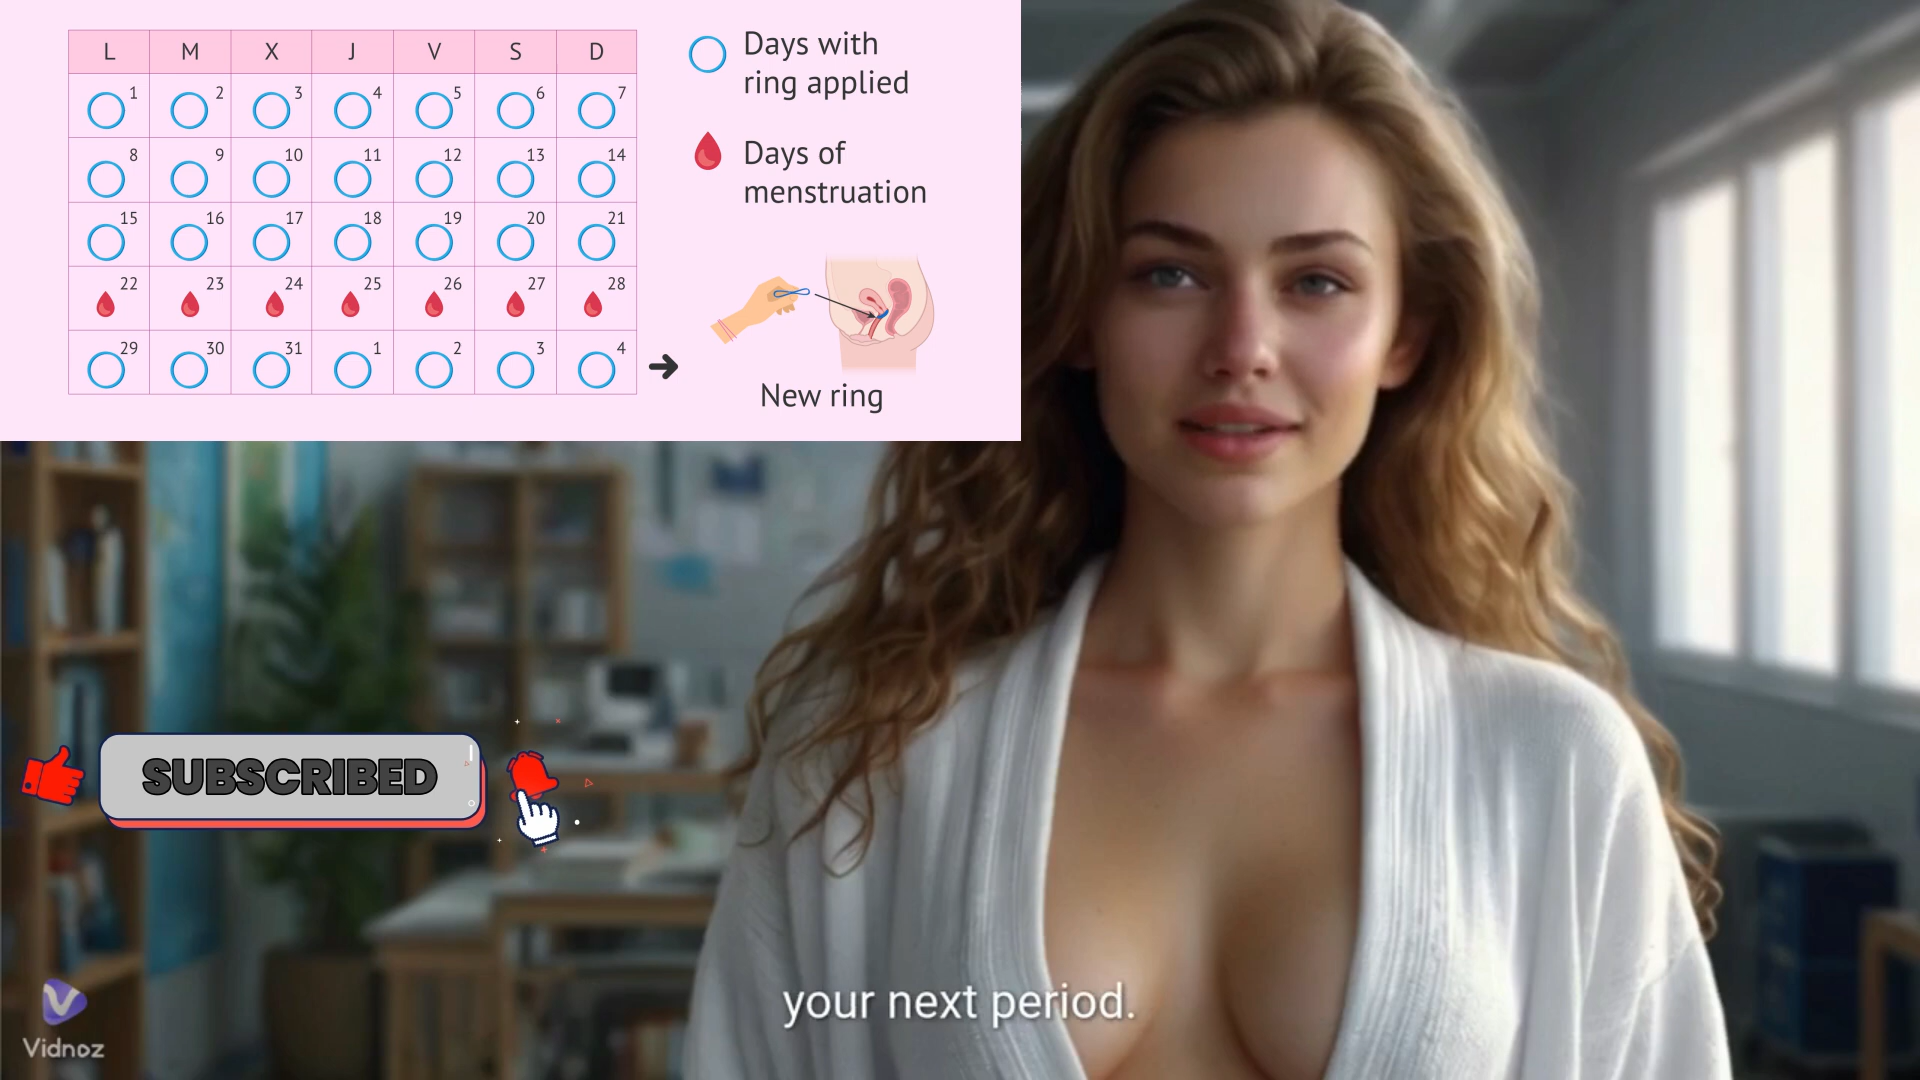 L M X J V S D
1 2 3 4 5 6 7
8 9 10 11 12 13 14
15 16 17 18 19 20 21
22 23 24 25 26 27 28
29 30 31 1 2 3 4
Days with
ring applied
Days of
menstruation
New ring
SUBSCRIBED
your next period.
Vidnoz